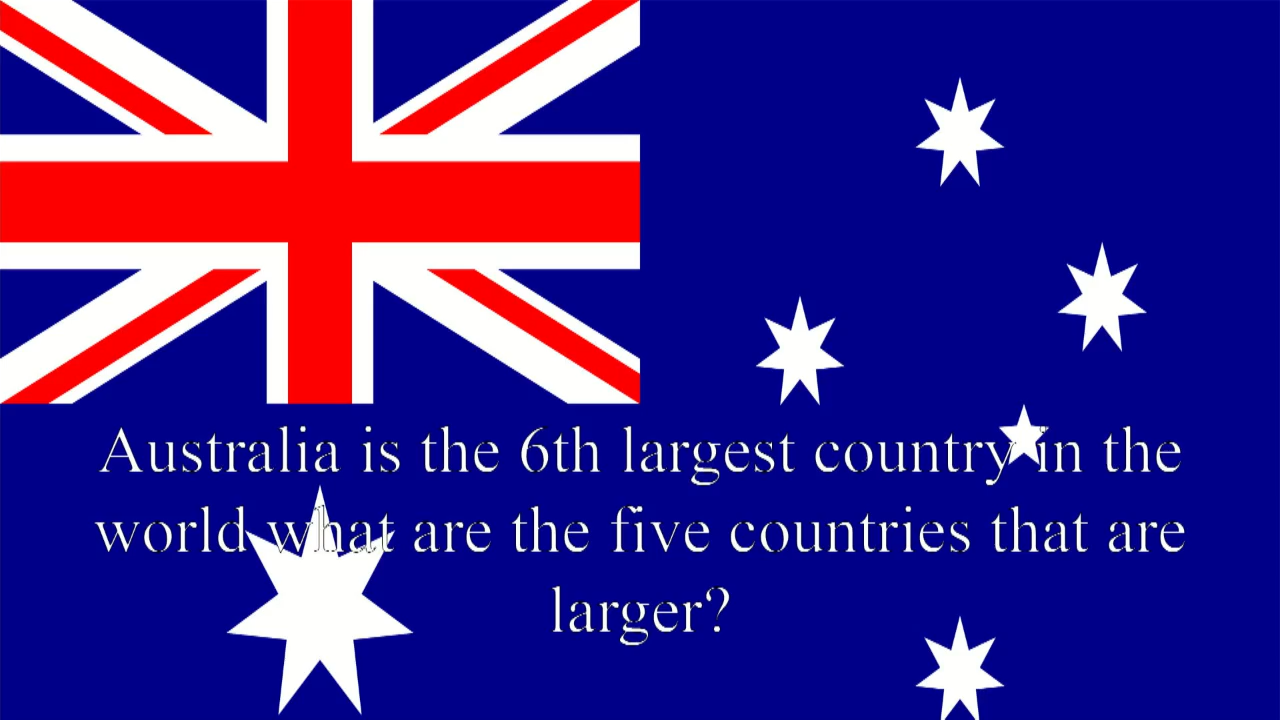 Australia is the 6th largest country in the
world what are the five countries that are
larger?